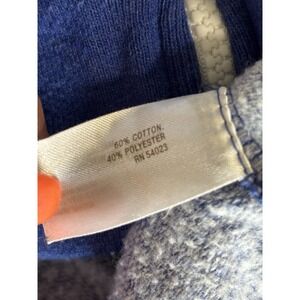 60% COTTON.
40% POLYESTER
RN 54023